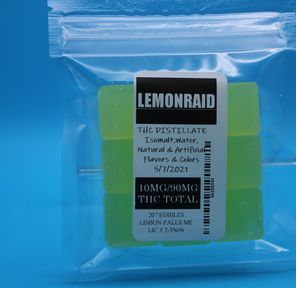 LEMONRAID
THC DISTILLATE
Isomalt,Water,
Natural & Artificial
Flavors & Colors
5/7/2021
10MG/90MG
THC TOTAL
207 EDIBLES
LISBON FALLS ME